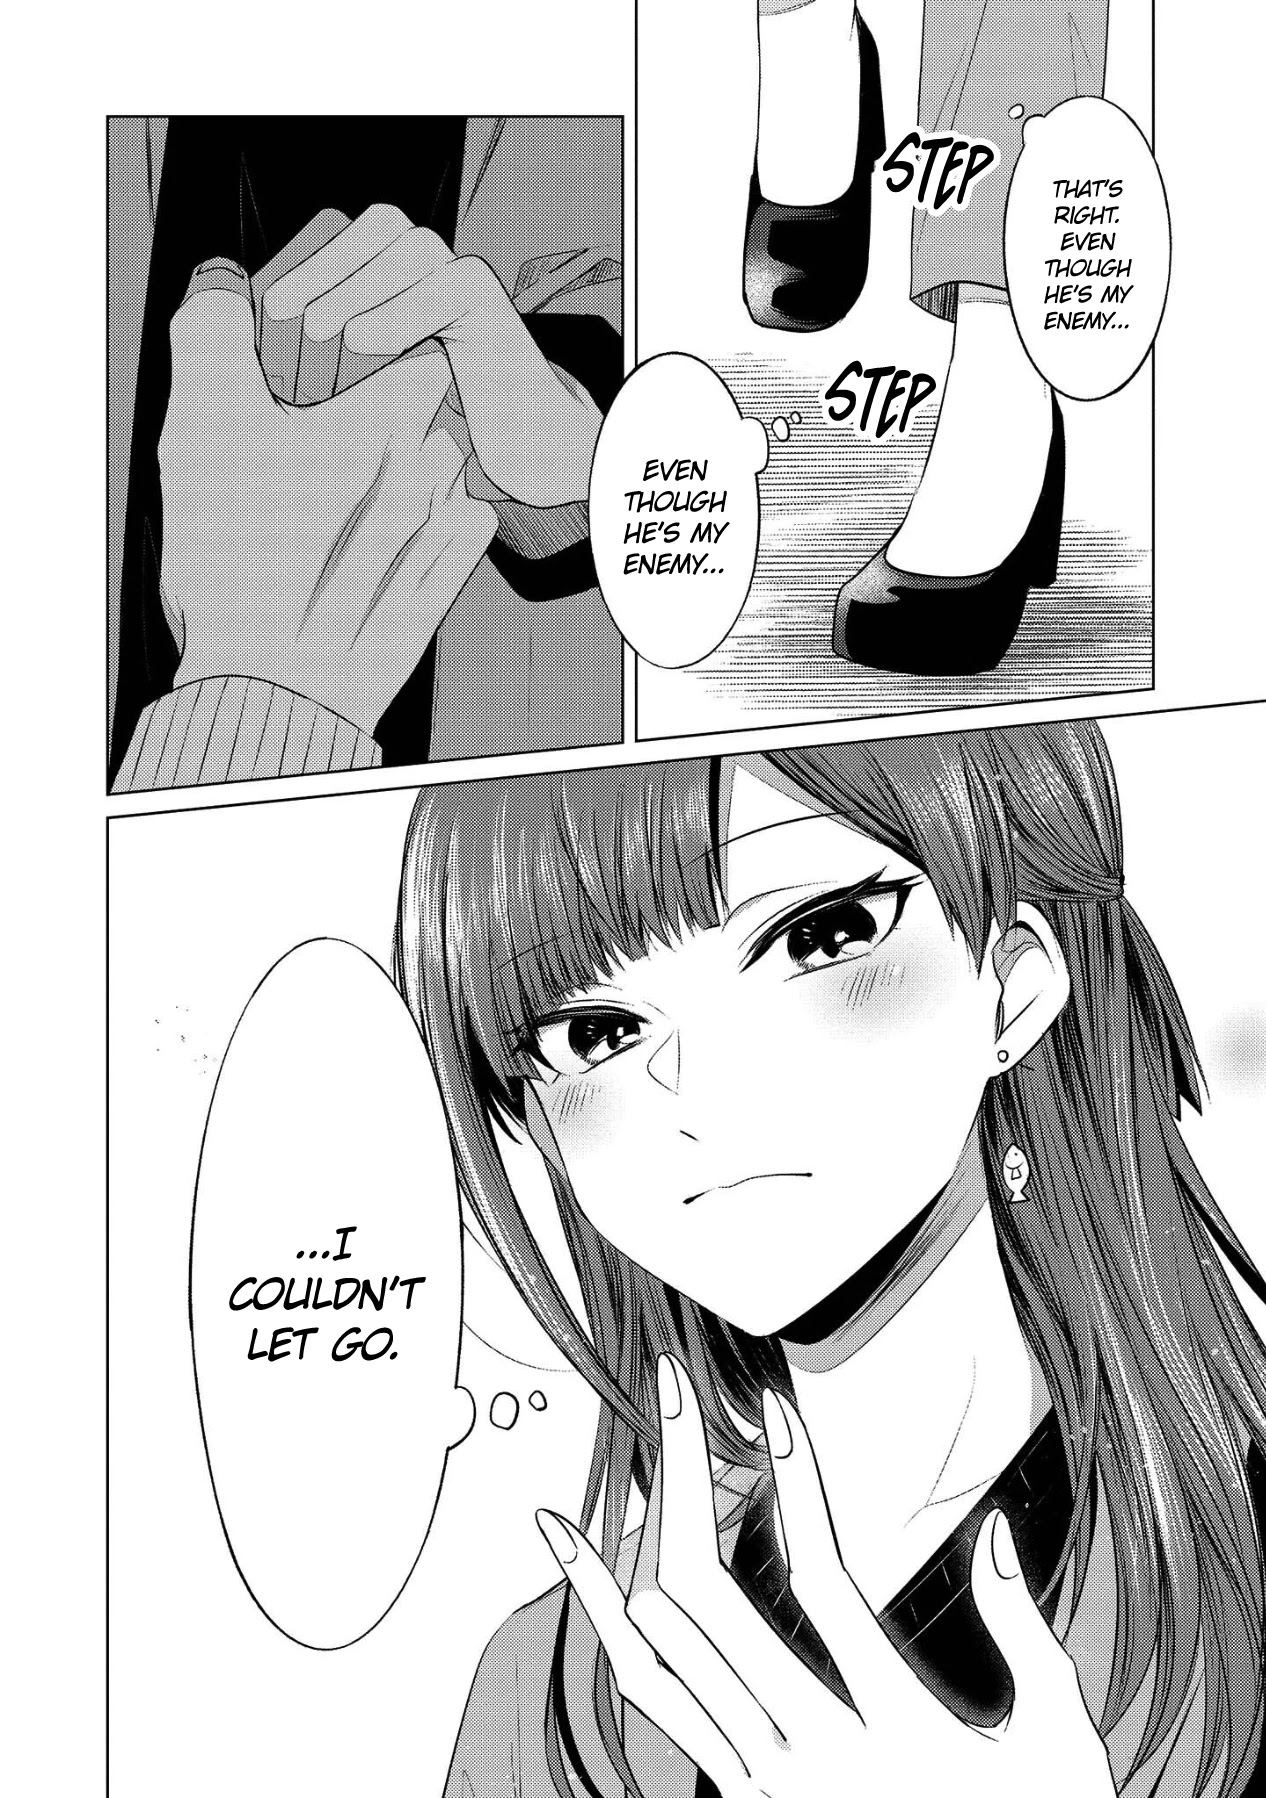 THAT'S
RIGHT.
EVEN
THOUGH
HE'S MY
ENEMY...
STEP
STEP
EVEN
THOUGH
HE'S MY
ENEMY...
...I
COULDN'T
LET GO.